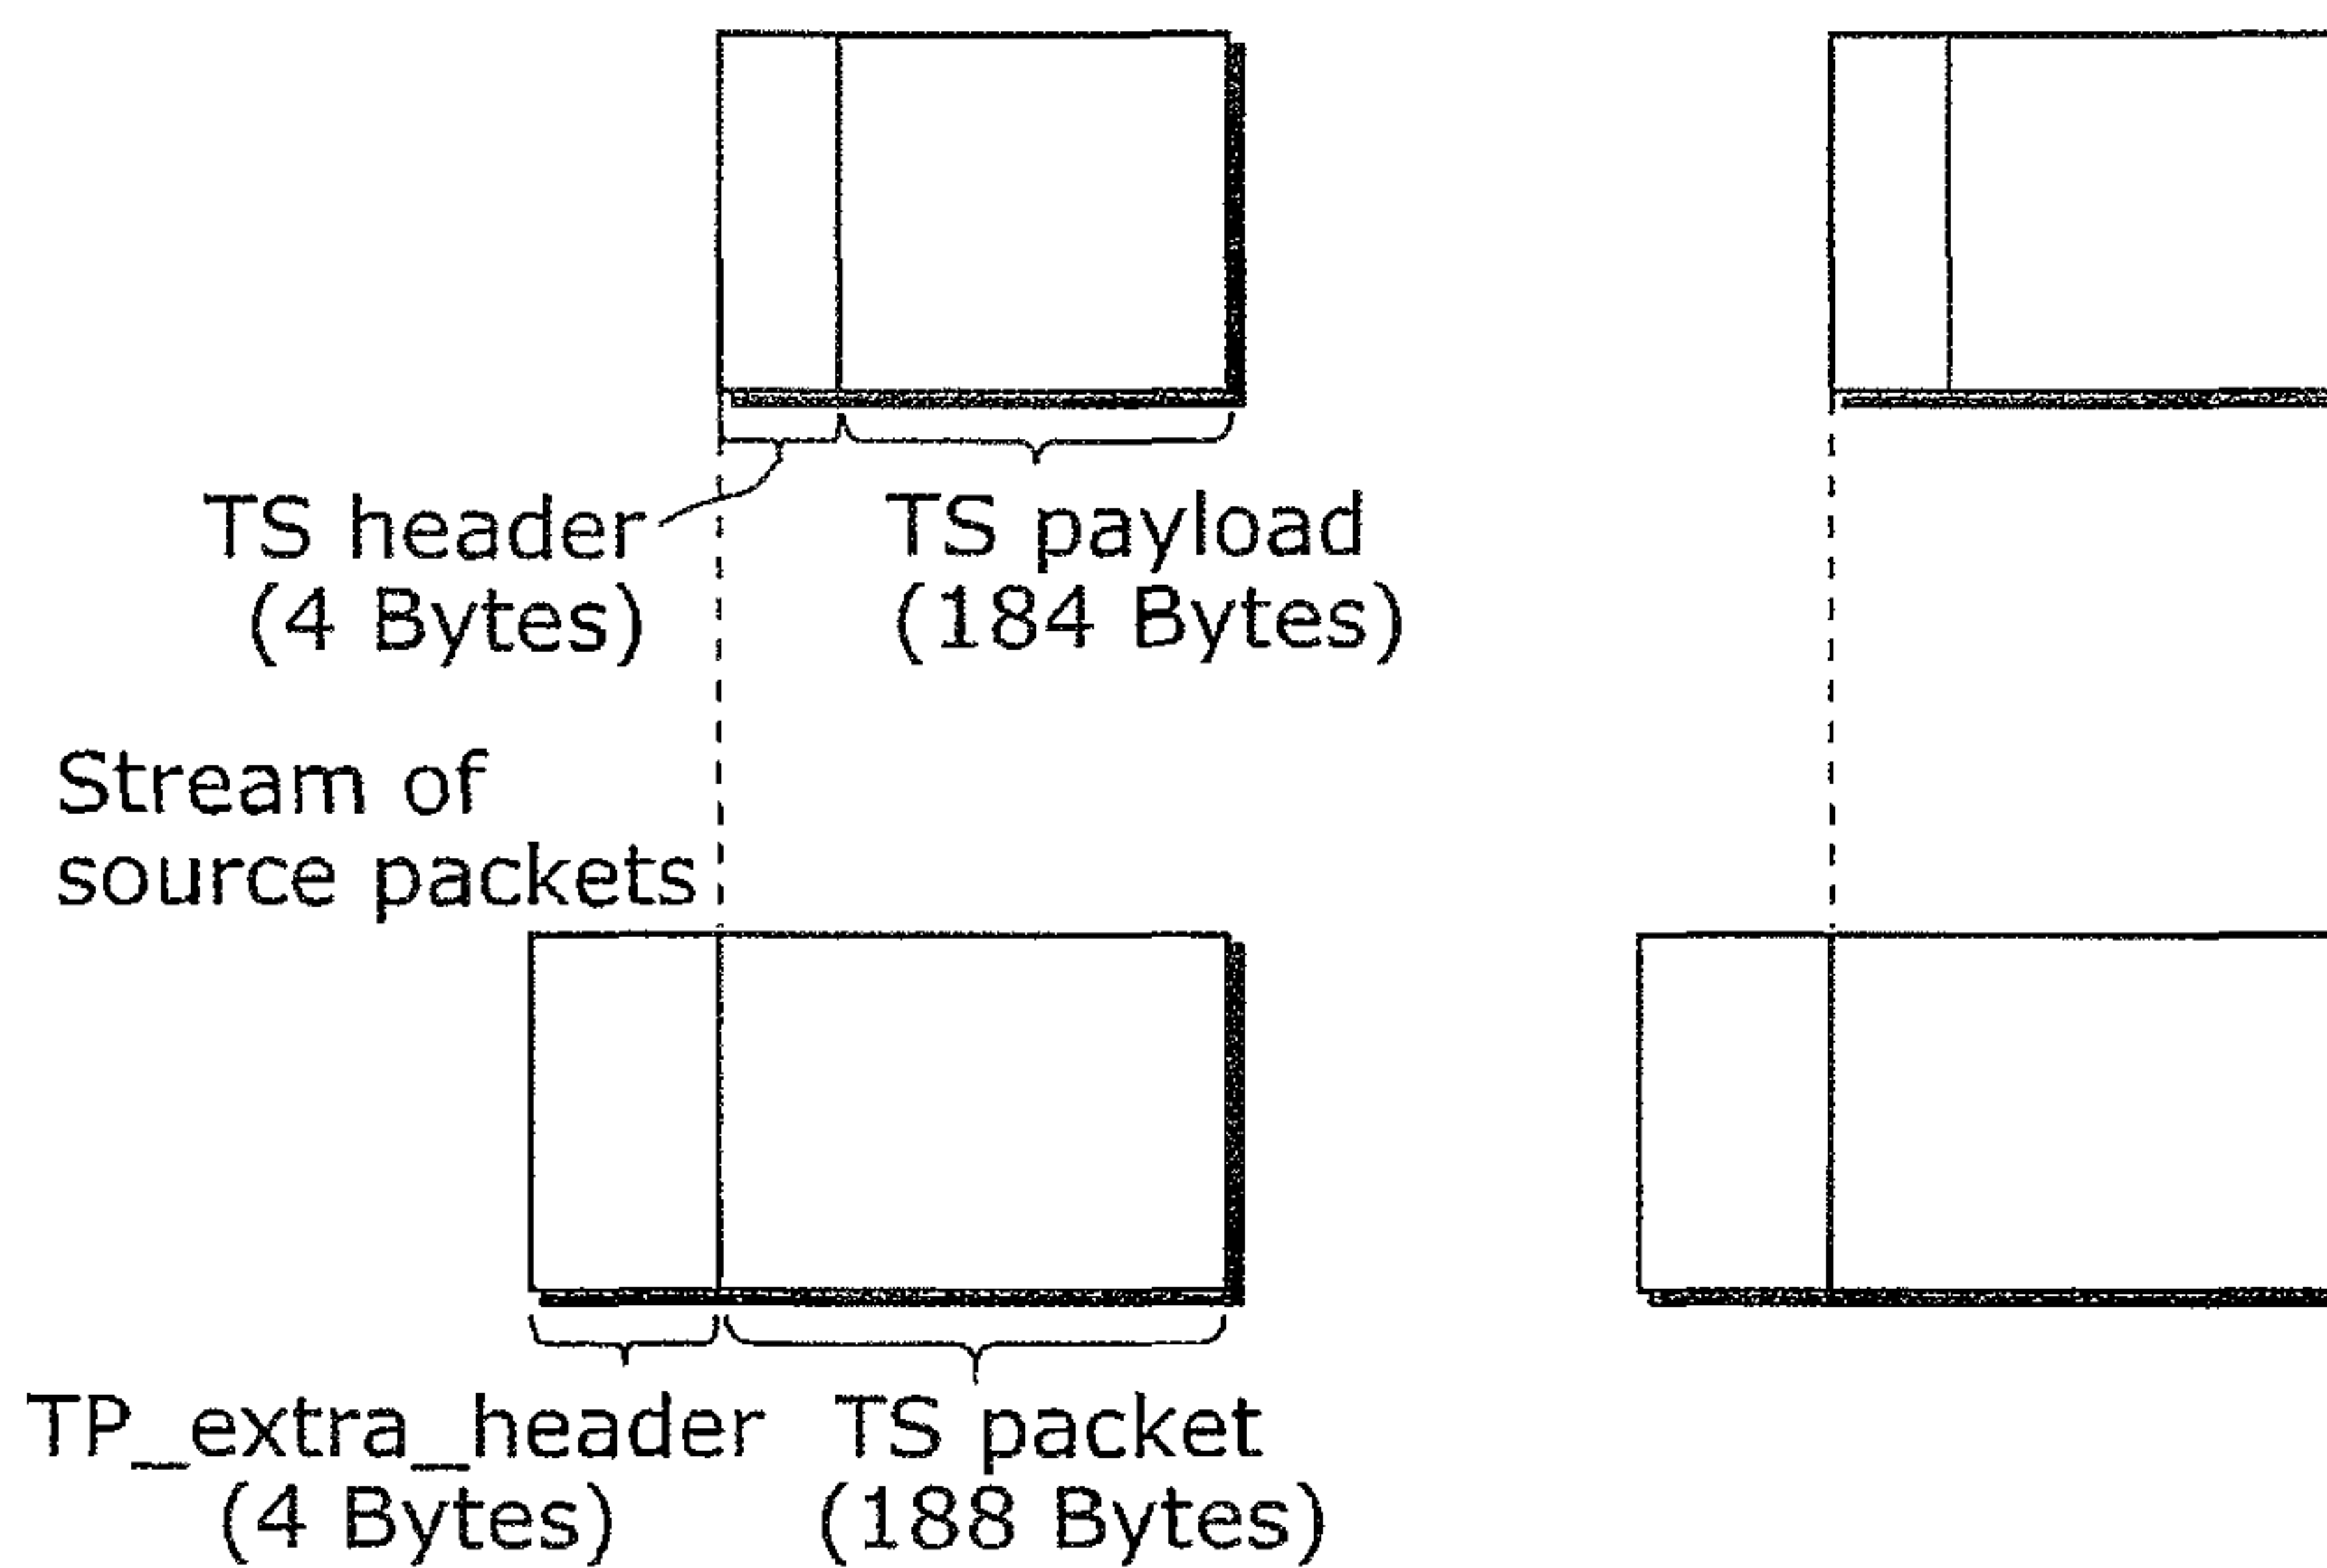 TS header TS payload
(4 Bytes) (184 Bytes)
Stream of
source packets
TP_extra_header TS packet
(4 Bytes) (188 Bytes)